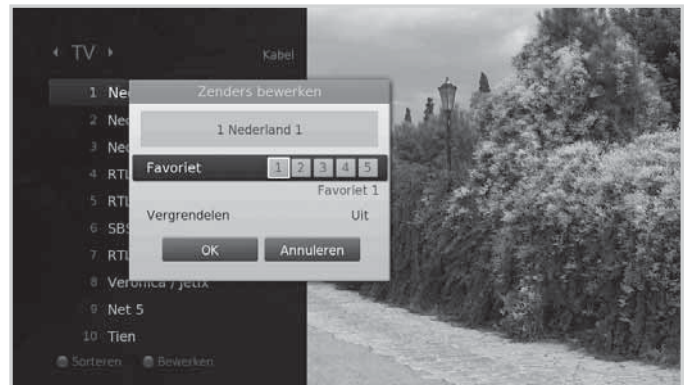 TV
Kabel
1 Ne
Zenders bewerken
2 Ned
1 Nederland 1
3 Ned
4 RTL
Favoriet 1 2 3 4 5
5 RTL
Favoriet 1
6 SBS
Vergrendelen Uit
7 RTL
OK Annuleren
8 Veronica / Jetix
9 Net 5
10 Tien
Sorteren Bewerken